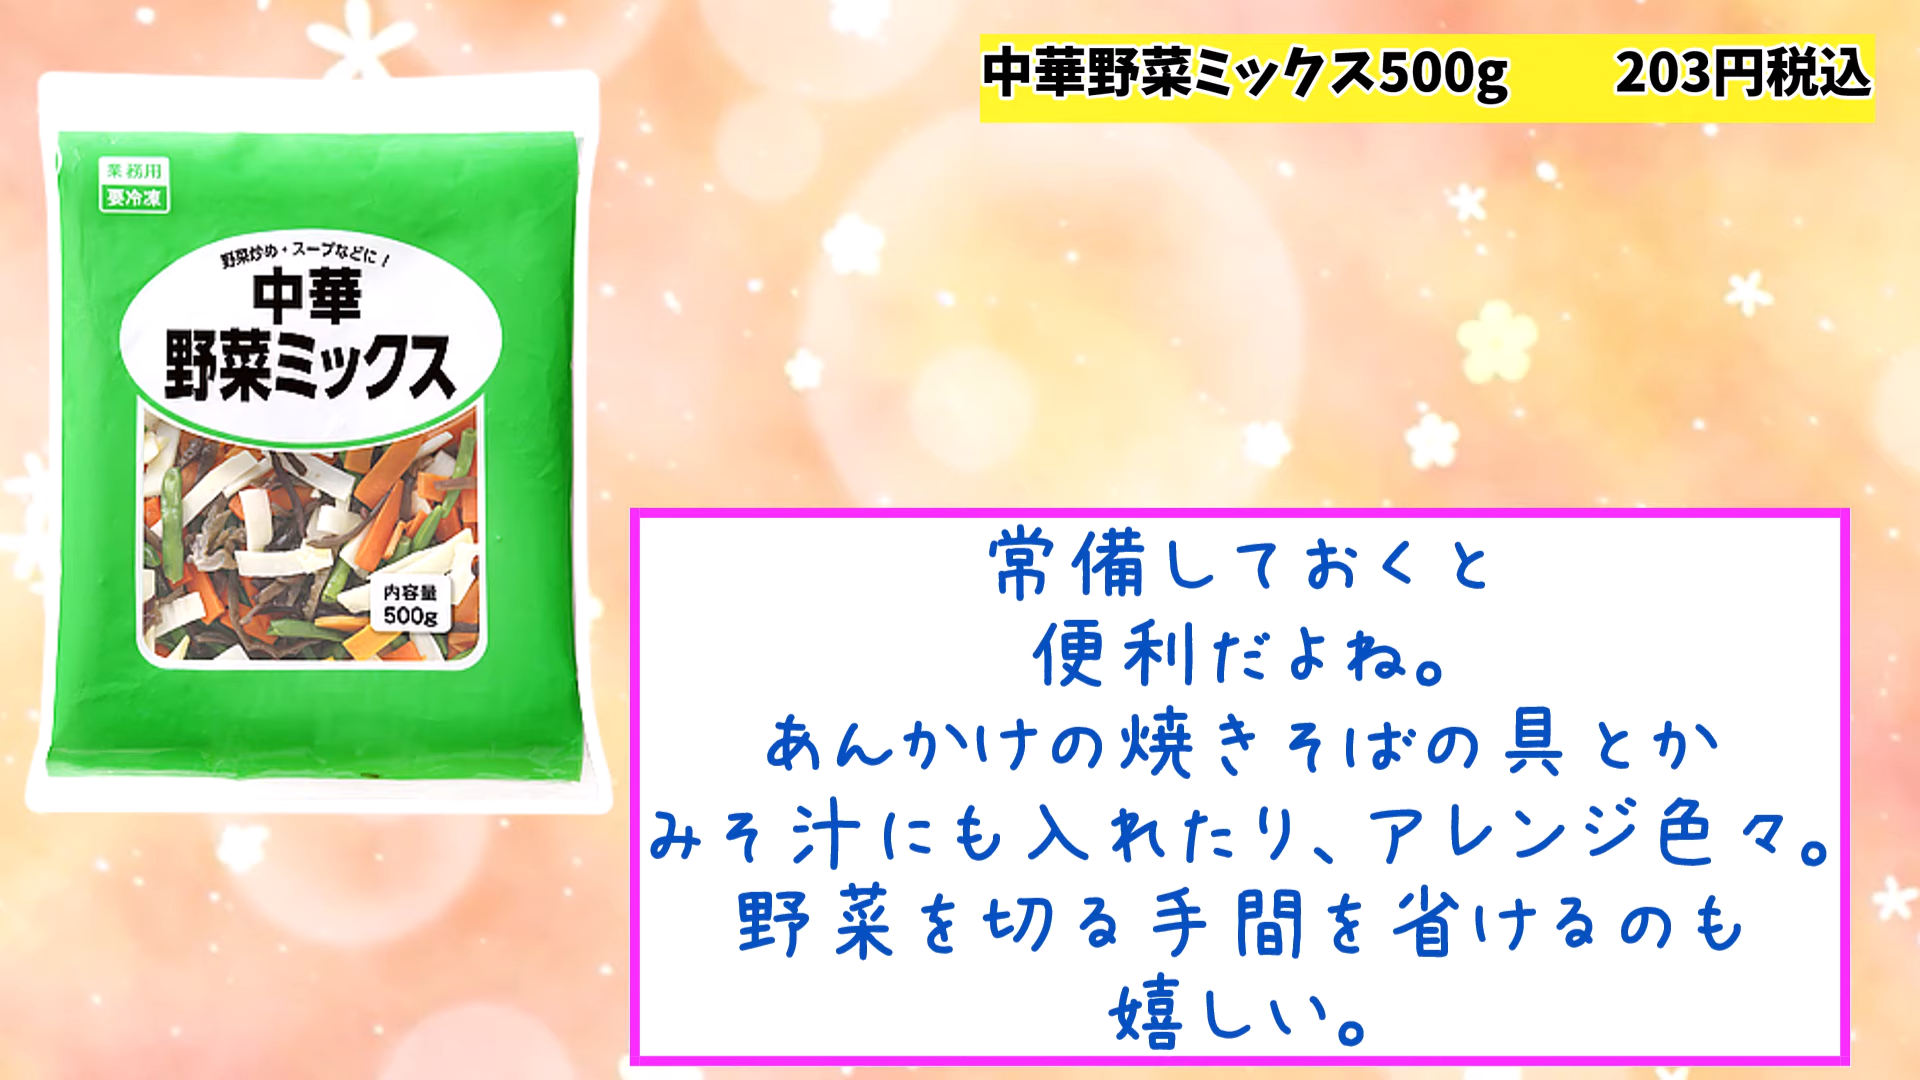 中華野菜ミックス500g　　203円税込
業務用
要冷凍
野菜炒め・スープなどに！
中華
野菜ミックス
内容量
500g
常備しておくと
便利だよね。
あんかけの焼きそばの具とか
みそ汁にも入れたり、アレンジ色々。
野菜を切る手間を省けるのも
嬉しい。